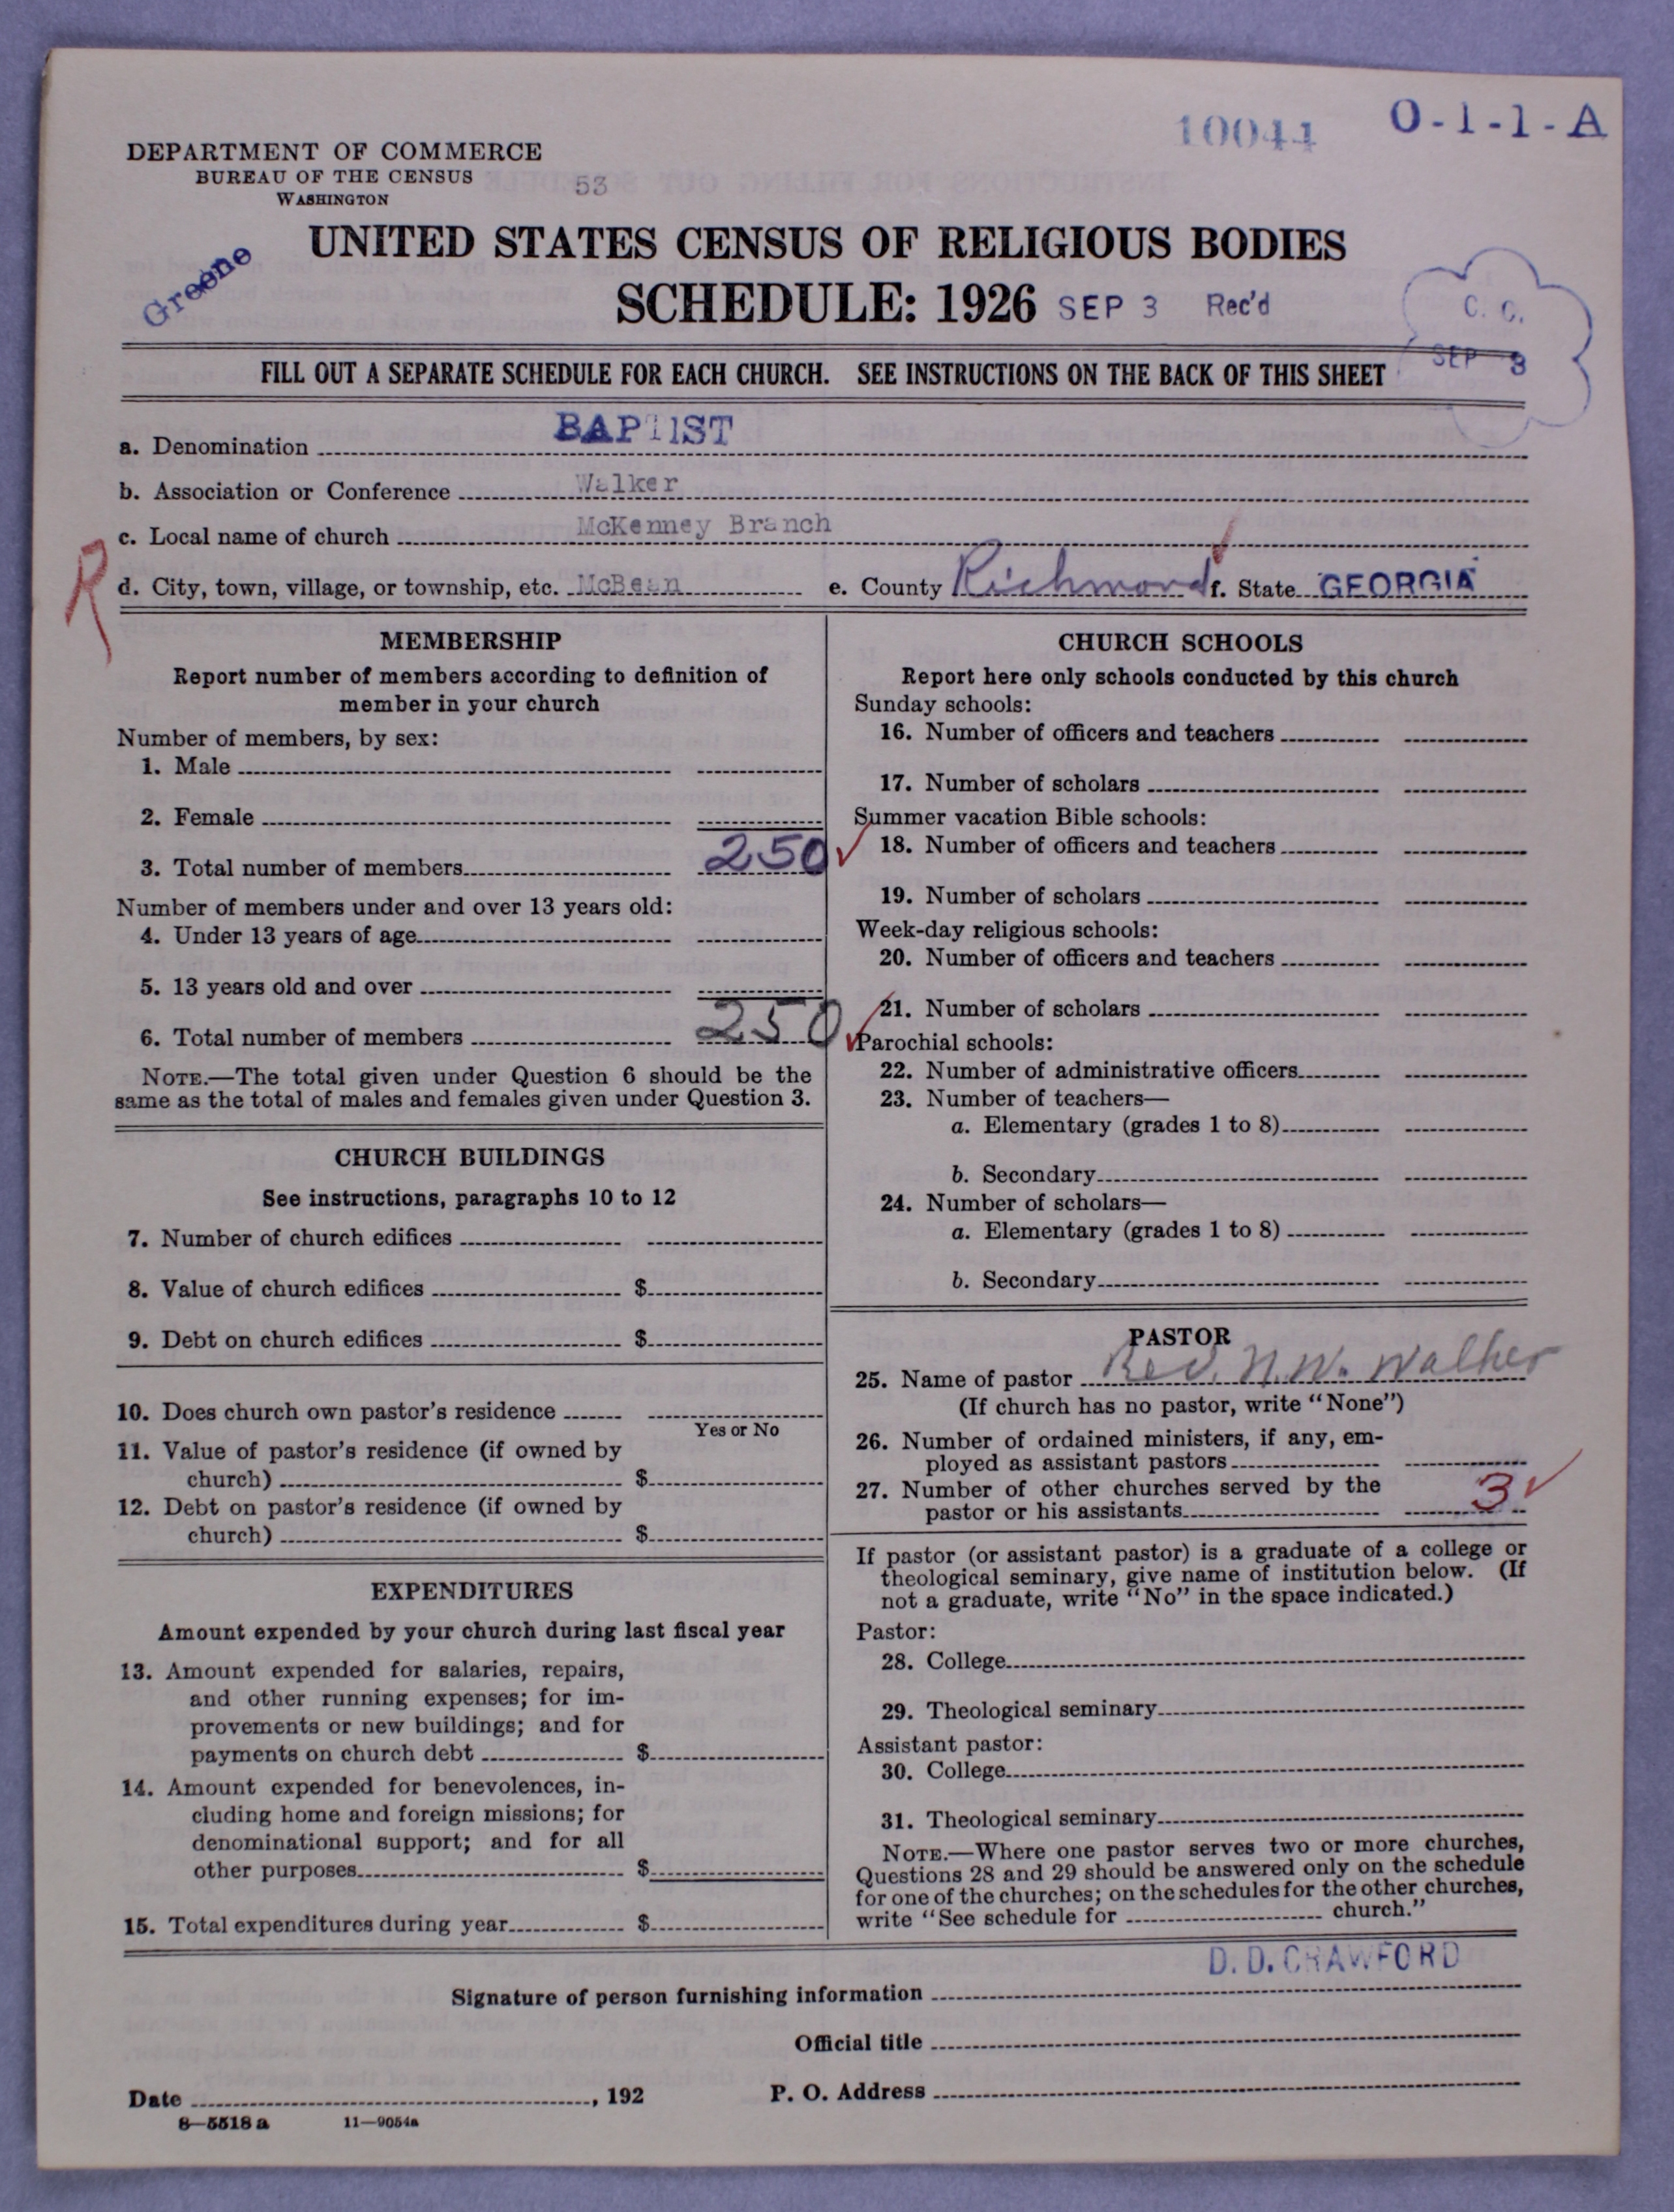 10044
O-1-1-A
DEPARTMENT OF COMMERCE
BUREAU OF THE CENSUS
WASHINGTON
53
Greene
UNITED STATES CENSUS OF RELIGIOUS BODIES
SCHEDULE: 1926 SEP 3 Rec'd
C. C.
SEP 3
FILL OUT A SEPARATE SCHEDULE FOR EACH CHURCH. SEE INSTRUCTIONS ON THE BACK OF THIS SHEET
a. Denomination BAPTIST
b. Association or Conference Walker
c. Local name of church McKenney Branch
R
d. City, town, village, or township, etc. McBean e. County Richmond f. State GEORGIA
MEMBERSHIP
Report number of members according to definition of
member in your church
Number of members, by sex:
1. Male
2. Female
3. Total number of members 250
Number of members under and over 13 years old:
4. Under 13 years of age
5. 13 years old and over
6. Total number of members 250
NOTE.—The total given under Question 6 should be the
same as the total of males and females given under Question 3.
CHURCH BUILDINGS
See instructions, paragraphs 10 to 12
7. Number of church edifices
8. Value of church edifices $
9. Debt on church edifices $
10. Does church own pastor's residence
Yes or No
11. Value of pastor's residence (if owned by
church) $
12. Debt on pastor's residence (if owned by
church) $
EXPENDITURES
Amount expended by your church during last fiscal year
13. Amount expended for salaries, repairs,
and other running expenses; for im-
provements or new buildings; and for
payments on church debt $
14. Amount expended for benevolences, in-
cluding home and foreign missions; for
denominational support; and for all
other purposes $
15. Total expenditures during year $
CHURCH SCHOOLS
Report here only schools conducted by this church
Sunday schools:
16. Number of officers and teachers
17. Number of scholars
Summer vacation Bible schools:
18. Number of officers and teachers
19. Number of scholars
Week-day religious schools:
20. Number of officers and teachers
21. Number of scholars
Parochial schools:
22. Number of administrative officers
23. Number of teachers—
a. Elementary (grades 1 to 8)
b. Secondary
24. Number of scholars—
a. Elementary (grades 1 to 8)
b. Secondary
PASTOR
25. Name of pastor Rev. N.W. Walker
(If church has no pastor, write "None")
26. Number of ordained ministers, if any, em-
ployed as assistant pastors
27. Number of other churches served by the
pastor or his assistants 3
If pastor (or assistant pastor) is a graduate of a college or
theological seminary, give name of institution below. (If
not a graduate, write "No" in the space indicated.)
Pastor:
28. College
29. Theological seminary
Assistant pastor:
30. College
31. Theological seminary
NOTE.—Where one pastor serves two or more churches,
Questions 28 and 29 should be answered only on the schedule
for one of the churches; on the schedules for the other churches,
write "See schedule for church."
D. D. CRAWFORD
Signature of person furnishing information
Official title
Date , 192 P. O. Address
8—5518 a 11—9054a